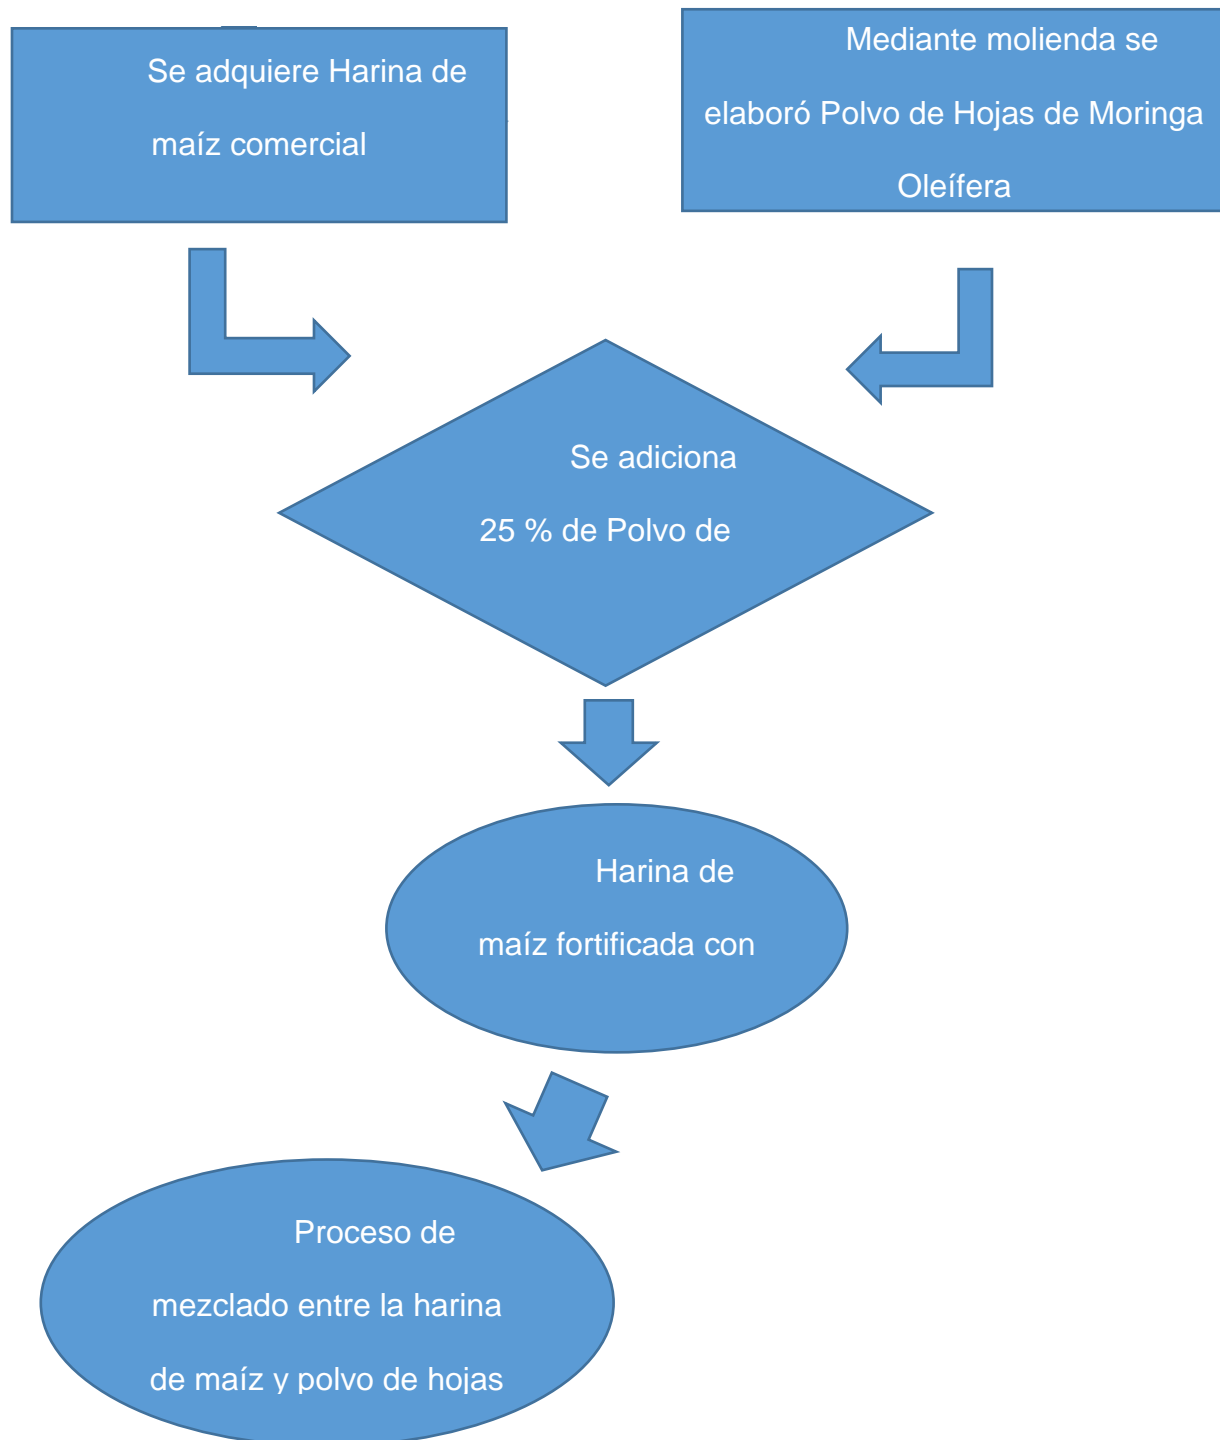 Se adquiere Harina de
maíz comercial
Mediante molienda se
elaboró Polvo de Hojas de Moringa
Oleífera
Se adiciona
25 % de Polvo de
Harina de
maíz fortificada con
Proceso de
mezclado entre la harina
de maíz y polvo de hojas